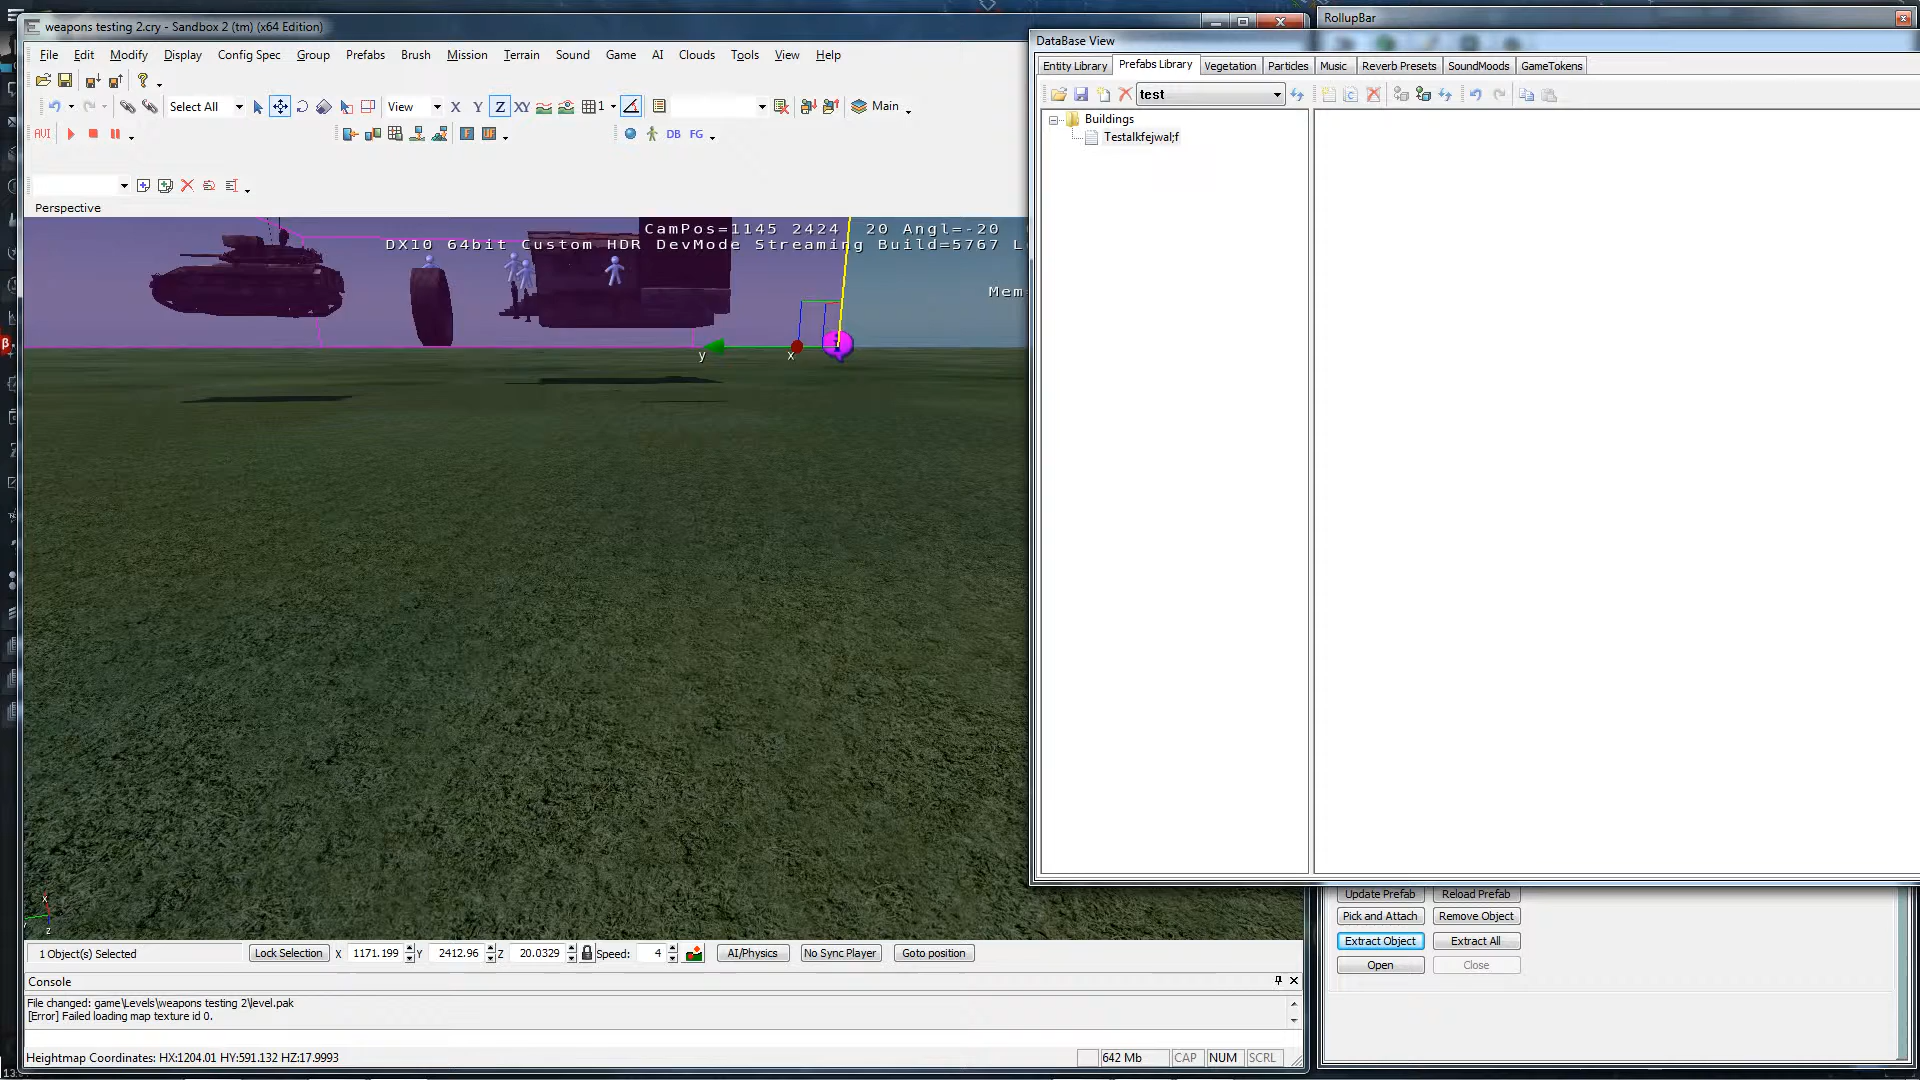 weapons testing 2.cry - Sandbox 2 (tm) (x64 Edition)
File Edit Modify Display Config Spec Group Prefabs Brush Mission Terrain Sound Game AI Clouds Tools View Help
Select All View X Y Z XY 1 Main
AVI DB FG
Perspective
CamPos=1145 2424 20 Angl=-20
DX10 64bit Custom HDR DevMode Streaming Build=5767
Mem
y x
x
z
1 Object(s) Selected Lock Selection X 1171.199 Y 2412.96 Z 20.0329 Speed: 4 AI/Physics No Sync Player Goto position
Console
File changed: game\Levels\weapons testing 2\level.pak
[Error] Failed loading map texture id 0.
Heightmap Coordinates: HX:1204.01 HY:591.132 HZ:17.9993 642 Mb CAP NUM SCRL
RollupBar
DataBase View
Entity Library Prefabs Library Vegetation Particles Music Reverb Presets SoundMoods GameTokens
test
Buildings
Testalkfejwal;f
Update Prefab Reload Prefab
Pick and Attach Remove Object
Extract Object Extract All
Open Close